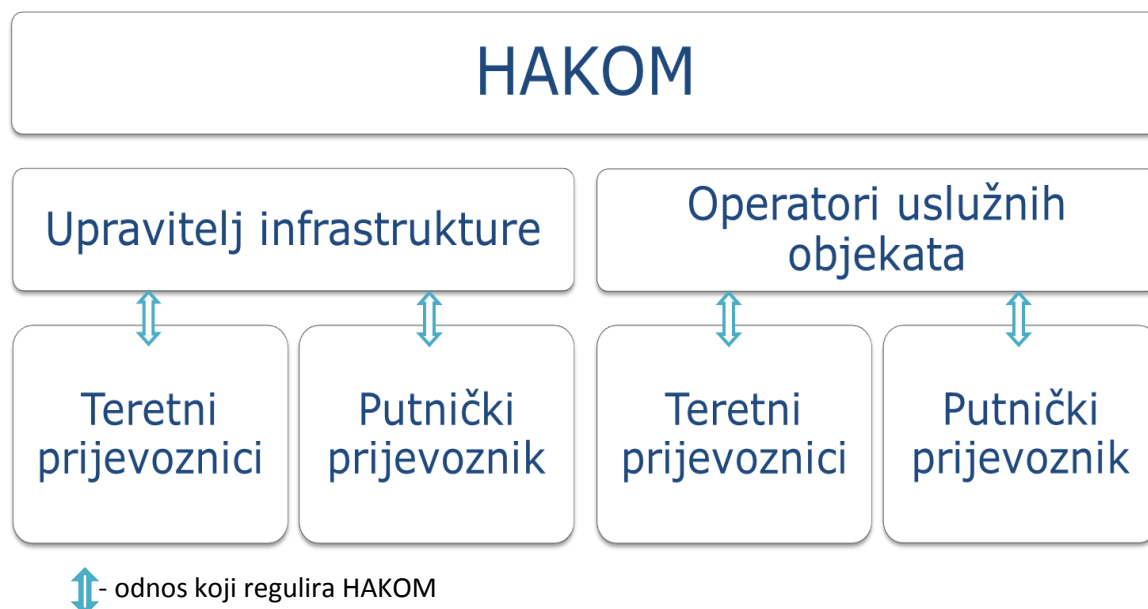 HAKOM
Upravitelj infrastrukture
Operatori uslužnih
objekata
Teretni
prijevoznici
Putnički
prijevoznik
Teretni
prijevoznici
Putnički
prijevoznik
- odnos koji regulira HAKOM